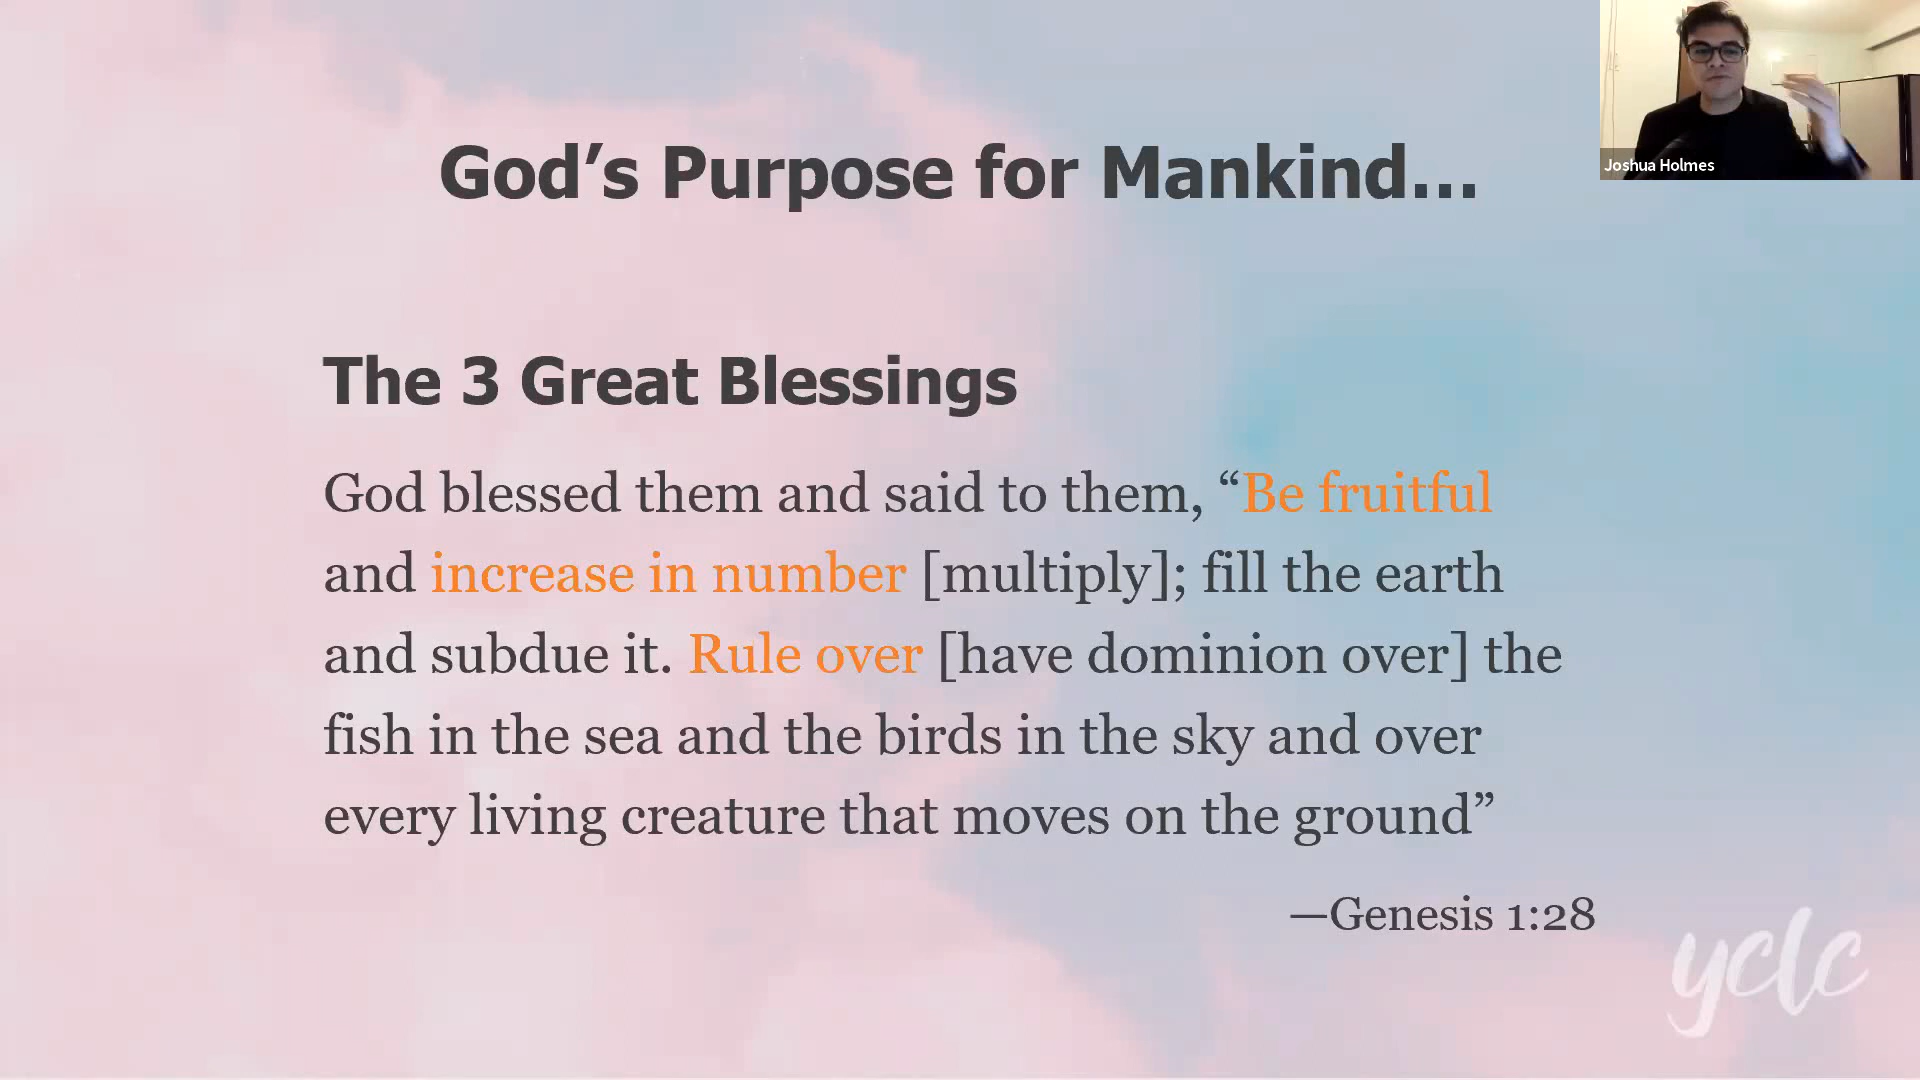 God’s Purpose for Mankind...
Joshua Holmes
The 3 Great Blessings
God blessed them and said to them, “Be fruitful
and increase in number [multiply]; fill the earth
and subdue it. Rule over [have dominion over] the
fish in the sea and the birds in the sky and over
every living creature that moves on the ground”
—Genesis 1:28
yclc